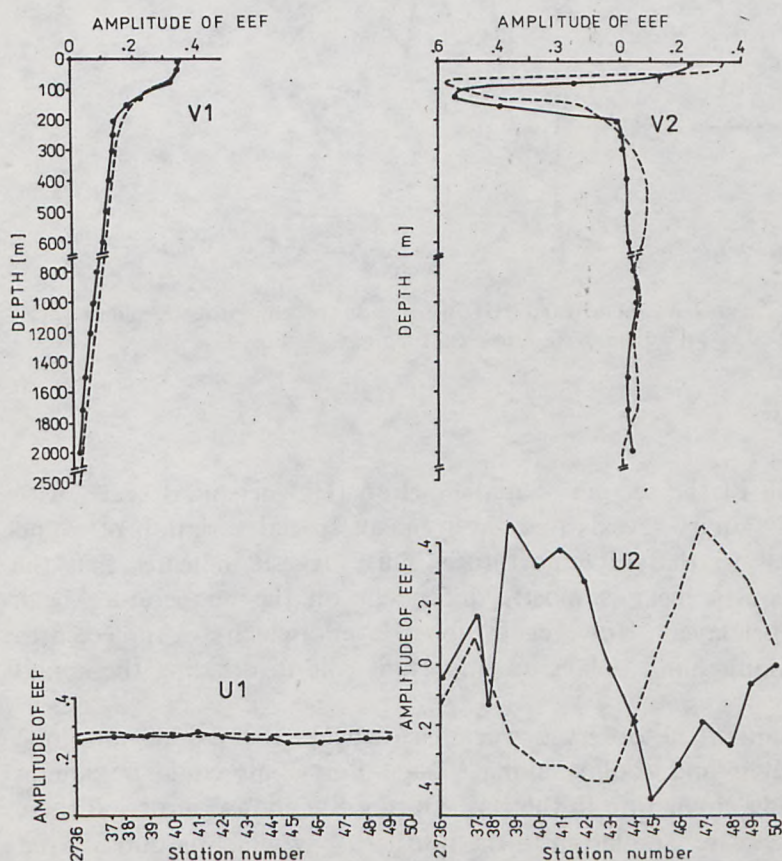 AMPLITUDE OF EEF
0 .2 .4
0
100
200
300
400
500
600
800
1000
1200
1500
1800
2000
2500
DEPTH [m]
V1
AMPLITUDE OF EEF
.6 .4 .2 0 .2 .4
DEPTH [m]
V2
AMPLITUDE OF EEF
.4
.2
0
U1
2736 37 38 39 40 41 42 43 44 45 46 47 48 49 50
Station number
AMPLITUDE OF EEF
.4
.2
0
.2
.4
U2
2736 37 38 39 40 41 42 43 44 45 46 47 48 49 50
Station number